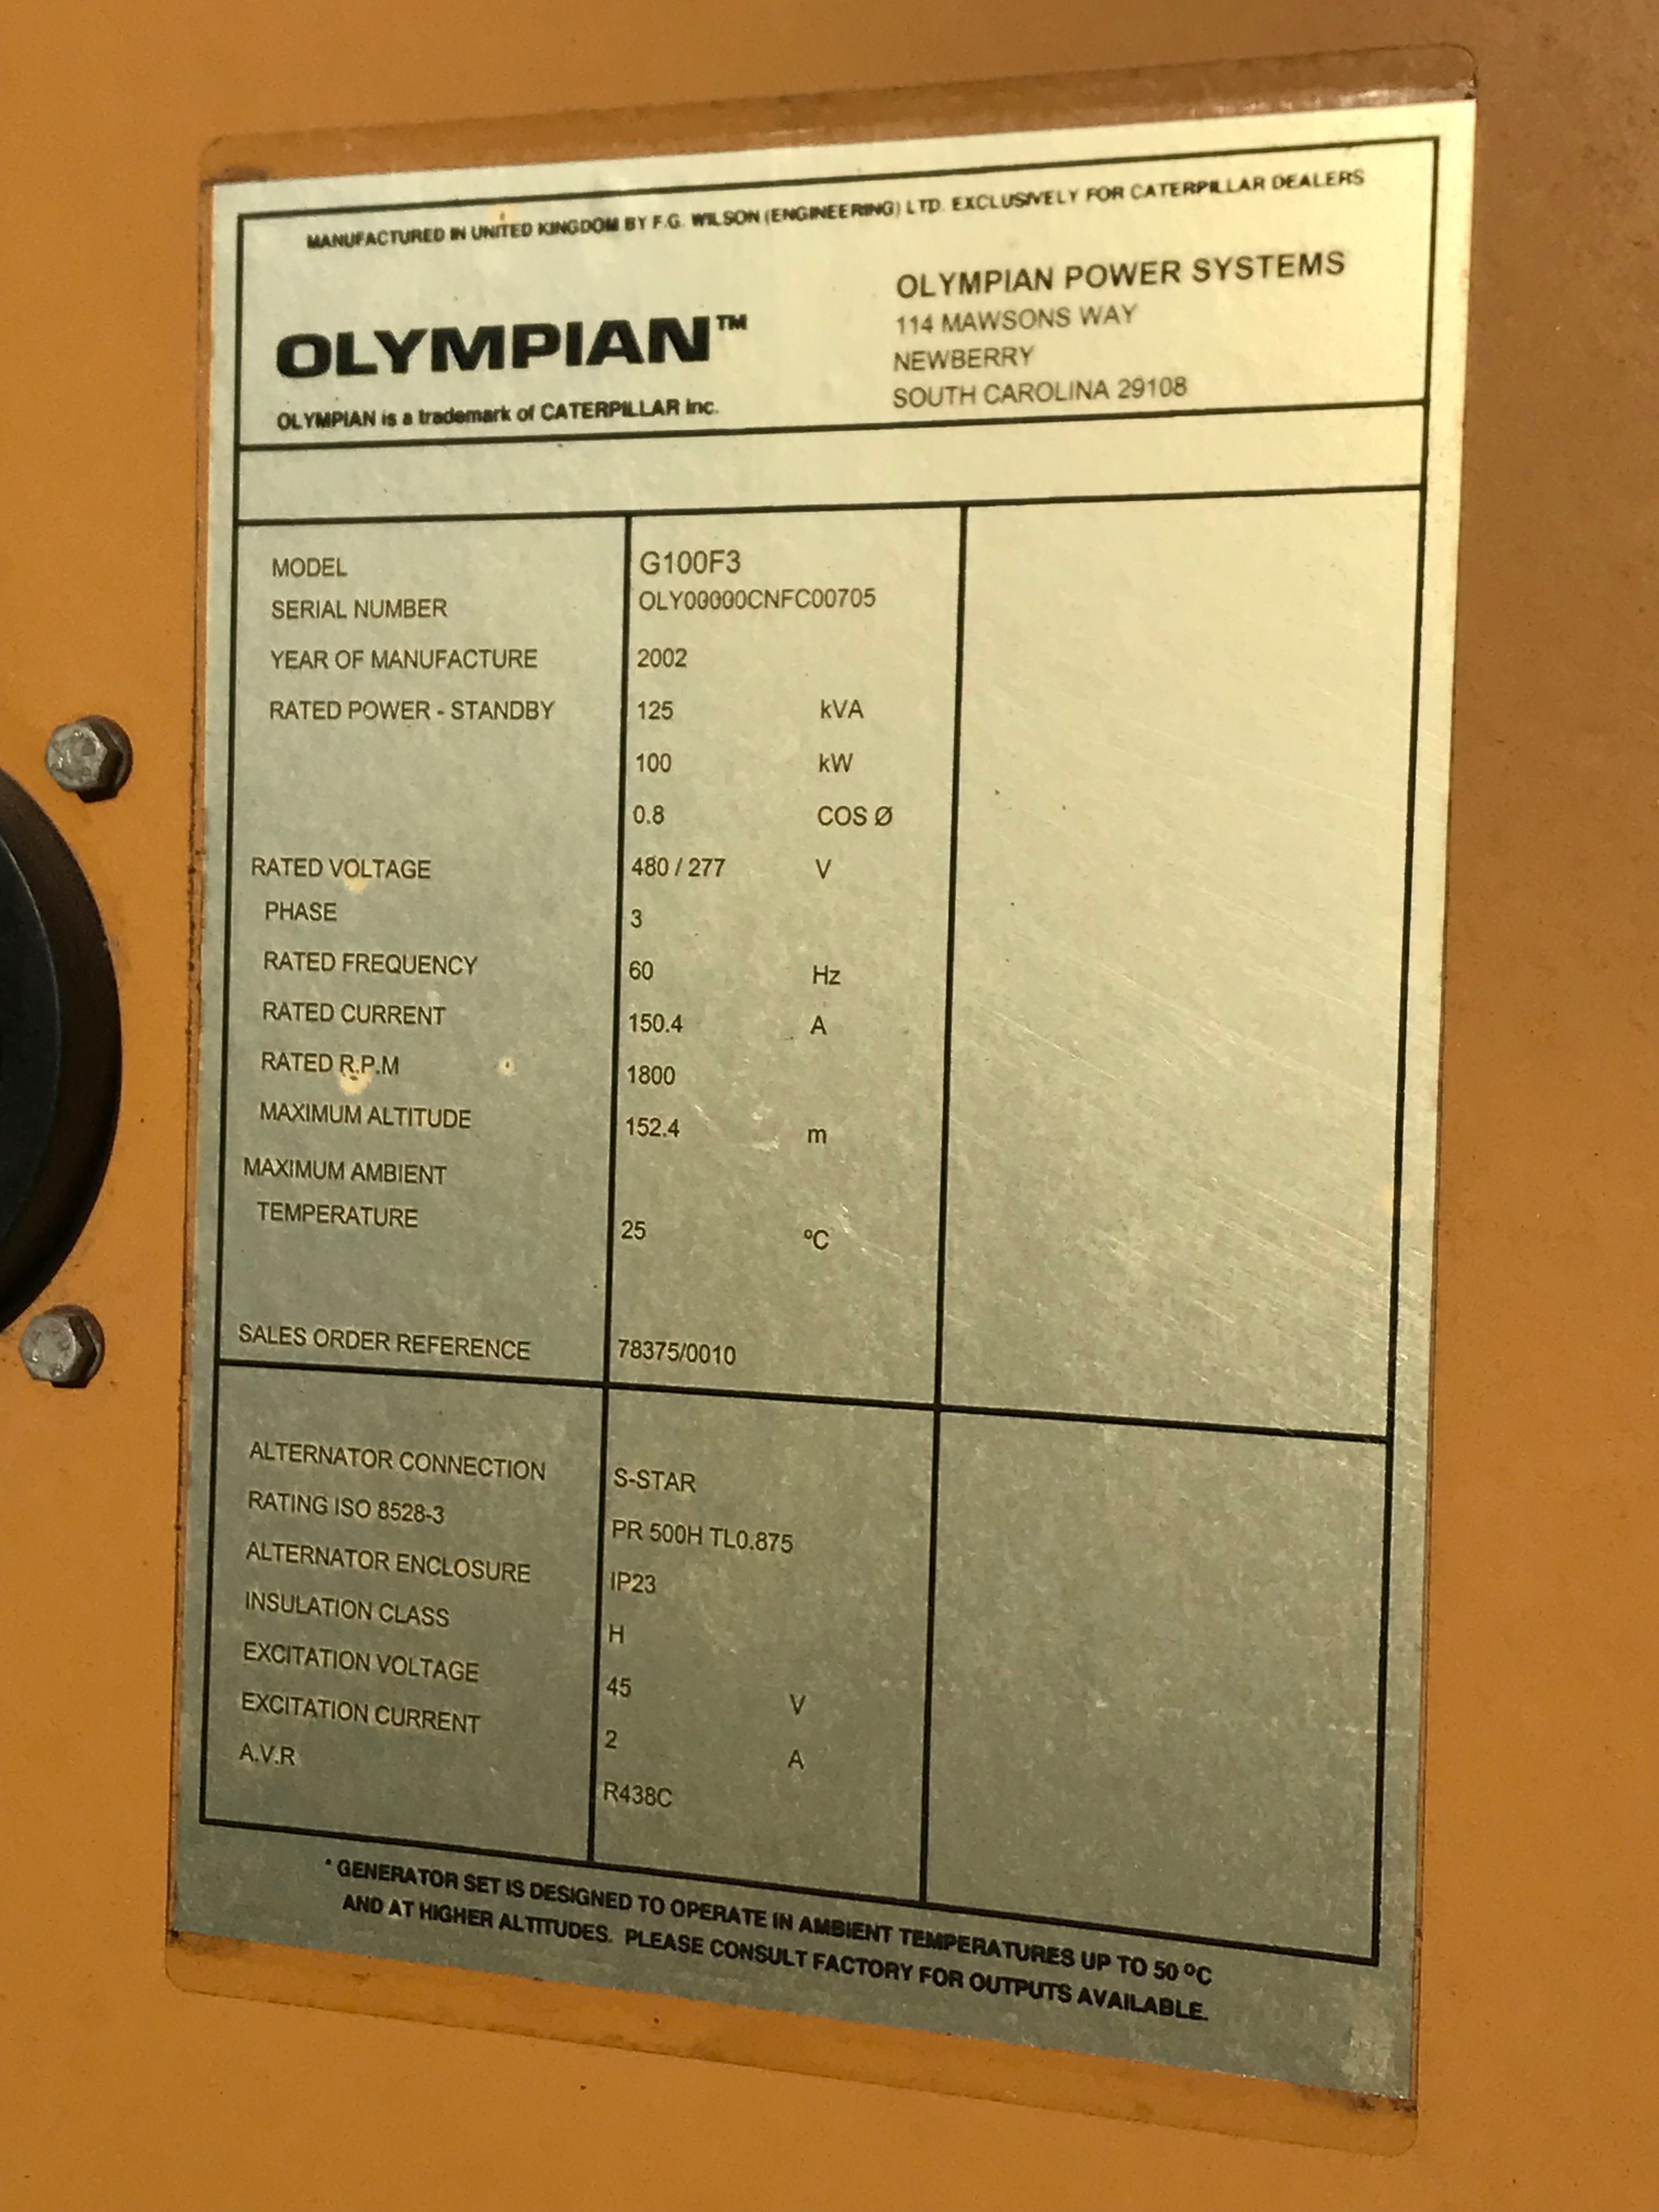 MANUFACTURED IN UNITED KINGDOM BY F.G. WILSON (ENGINEERING) LTD. EXCLUSIVELY FOR CATERPILLAR DEALERS
OLYMPIAN™
OLYMPIAN is a trademark of CATERPILLAR Inc.
OLYMPIAN POWER SYSTEMS
114 MAWSONS WAY
NEWBERRY
SOUTH CAROLINA 29108
MODEL G100F3
SERIAL NUMBER OLY00000CNFC00705
YEAR OF MANUFACTURE 2002
RATED POWER - STANDBY 125 kVA
100 kW
0.8 COS Ø
RATED VOLTAGE 480 / 277 V
PHASE 3
RATED FREQUENCY 60 Hz
RATED CURRENT 150.4 A
RATED R.P.M 1800
MAXIMUM ALTITUDE 152.4 m
MAXIMUM AMBIENT
TEMPERATURE 25 ºC
SALES ORDER REFERENCE 78375/0010
ALTERNATOR CONNECTION S-STAR
RATING ISO 8528-3 PR 500H TL0.875
ALTERNATOR ENCLOSURE IP23
INSULATION CLASS H
EXCITATION VOLTAGE 45 V
EXCITATION CURRENT 2 A
A.V.R R438C
* GENERATOR SET IS DESIGNED TO OPERATE IN AMBIENT TEMPERATURES UP TO 50 ºC
AND AT HIGHER ALTITUDES. PLEASE CONSULT FACTORY FOR OUTPUTS AVAILABLE.